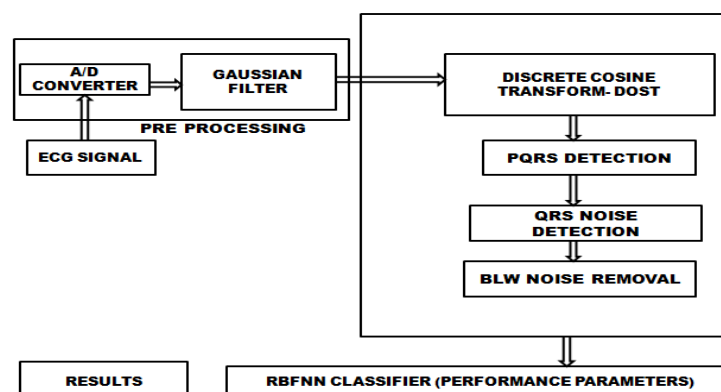 A/D
CONVERTER
GAUSSIAN
FILTER
PRE PROCESSING
ECG SIGNAL
DISCRETE COSINE
TRANSFORM- DOST
PQRS DETECTION
QRS NOISE
DETECTION
BLW NOISE REMOVAL
RESULTS
RBFNN CLASSIFIER (PERFORMANCE PARAMETERS)